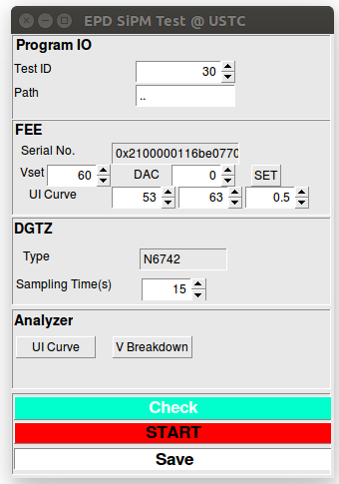 EPD SiPM Test @ USTC
Program IO
Test ID 30
Path ..
FEE
Serial No. 0x2100000116be0770
Vset 60 DAC 0 SET
UI Curve 53 63 0.5
DGTZ
Type N6742
Sampling Time(s) 15
Analyzer
UI Curve V Breakdown
Check
START
Save